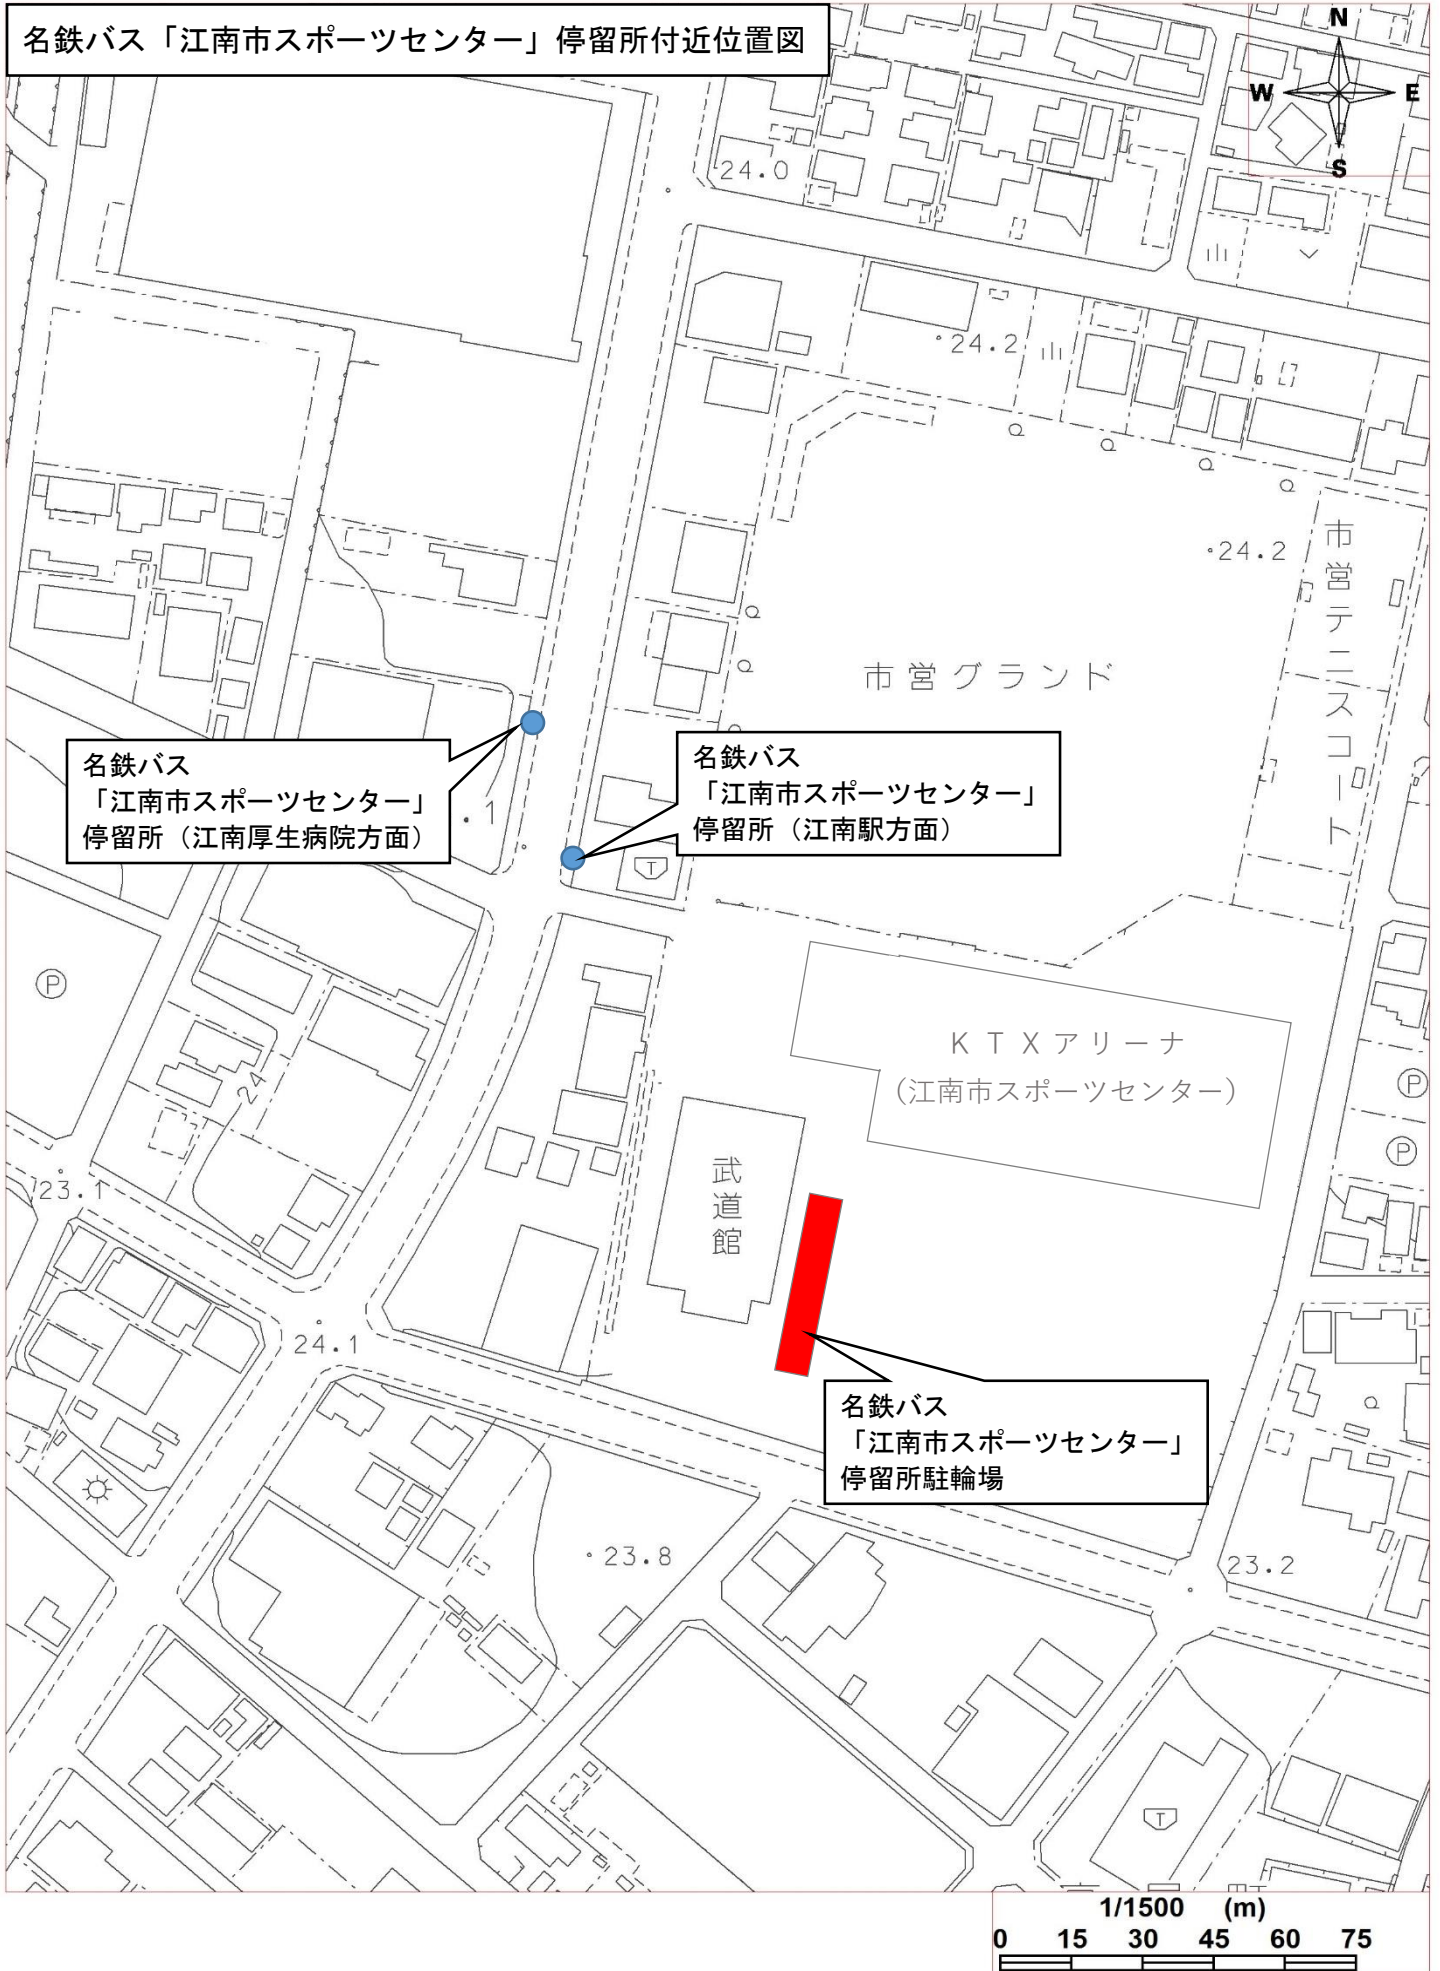 名鉄バス「江南市スポーツセンター」停留所付近位置図
N
W
E
S
24.0
24.2
24.2
市営テニスコート
市営グランド
名鉄バス
「江南市スポーツセンター」
停留所（江南厚生病院方面）
.1
名鉄バス
「江南市スポーツセンター」
停留所（江南駅方面）
T
P
KTXアリーナ
(江南市スポーツセンター)
24
P
P
武道館
23.1
24.1
名鉄バス
「江南市スポーツセンター」
停留所駐輪場
23.8
23.2
T
1/1500 (m)
0 15 30 45 60 75